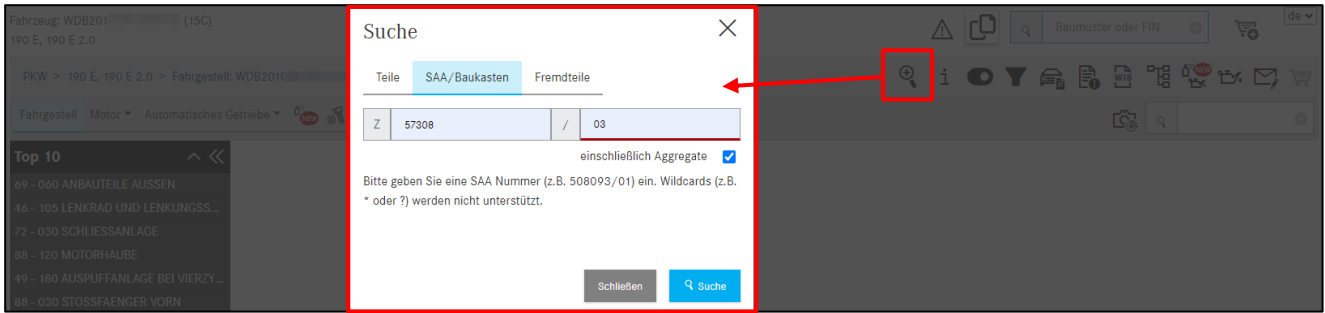 Fahrzeug: WDB201 (15C)
190 E, 190 E 2.0
Baumuster oder FIN
de
PKW > 190 E, 190 E 2.0 > Fahrgestell: WDB201
i
WIS
NEW
Fahrgestell Motor Automatisches Getriebe NEW
Top 10
69 - 060 ANBAUTEILE AUSSEN
46 - 105 LENKRAD UND LENKUNGSS...
72 - 030 SCHLIESSANLAGE
88 - 120 MOTORHAUBE
49 - 180 AUSPUFFANLAGE BEI VIERZY...
88 - 030 STOSSFAENGER VORN
Suche
Teile SAA/Baukasten Fremdteile
Z 57308 / 03
einschließlich Aggregate
Bitte geben Sie eine SAA Nummer (z.B. 508093/01) ein. Wildcards (z.B.
* oder ?) werden nicht unterstützt.
Schließen Suche